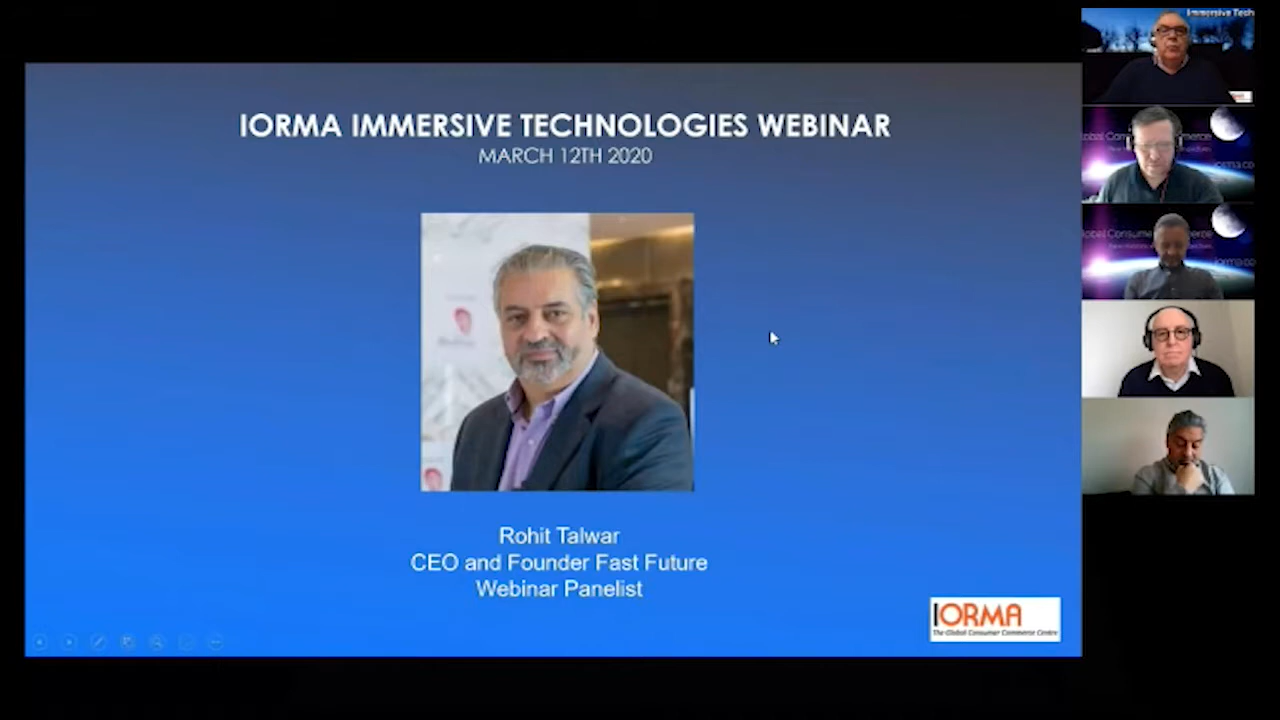 IORMA IMMERSIVE TECHNOLOGIES WEBINAR
MARCH 12TH 2020
Rohit Talwar
CEO and Founder Fast Future
Webinar Panelist
IORMA
The Global Consumer Commerce Centre
Immersive Tech